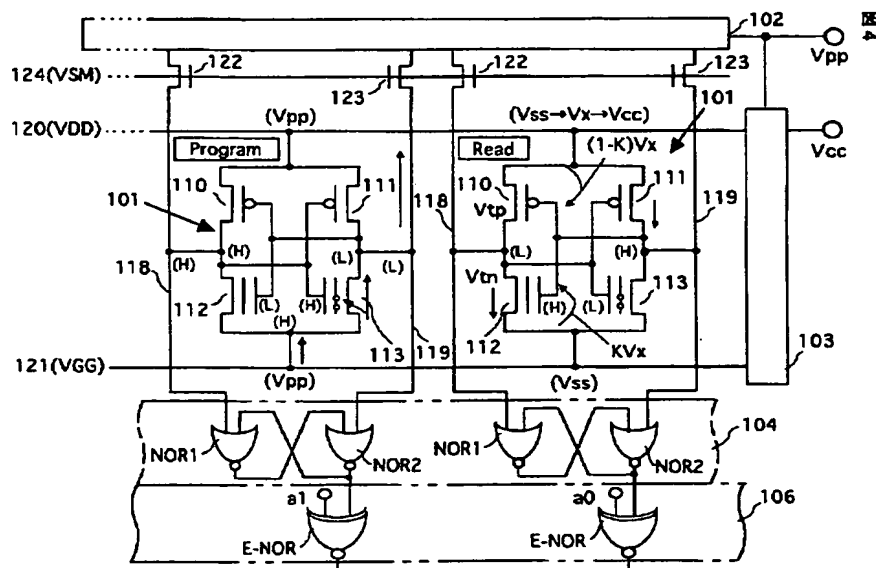 102
図4
Vpp
122
122
124(VSM)
123
123
(Vpp)
(Vss→Vx→Vcc)
101
120(VDD)
Vcc
Program
Read
(1-K)Vx
110
111
110
111
101
118
Vtp
119
(H)
(L)
(L)
(H)
(H)
(L)
Vtn
118
112
(L)
(H)
(H)
(L)
113
(H)
112
113
119
KVx
103
121(VGG)
(Vpp)
(Vss)
104
NOR1
NOR2
NOR1
NOR2
a1
a0
106
E-NOR
E-NOR